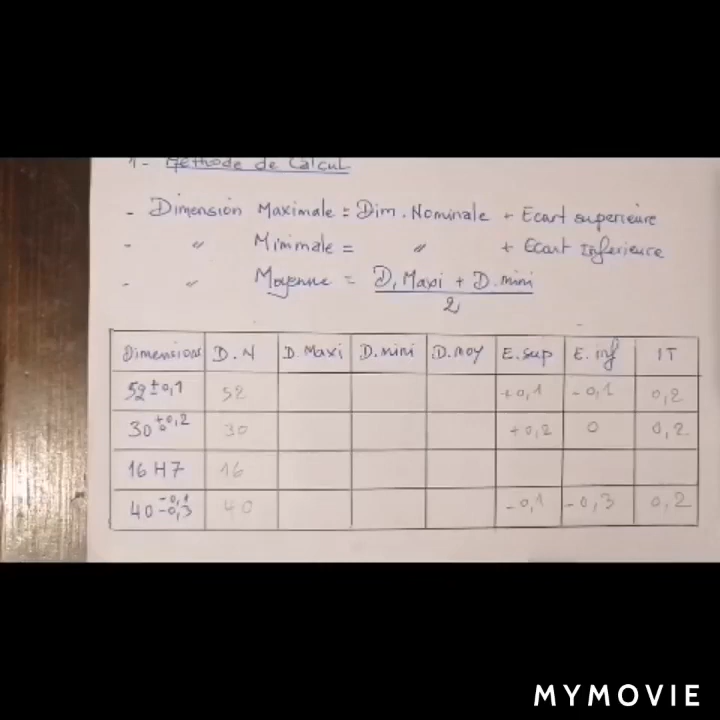 1- Méthode de Calcul
- Dimension Maximale = Dim. Nominale + Ecart superieure
- " Minimale = " + Ecart Inferieure
- " Moyenne = D. Maxi + D. mini
2
Dimensions D.N D.Maxi D.mini D.moy E.sup E.inf IT
52±0,1 52 +0,1 -0,1 0,2
30 +0,2 0 30 +0,2 0 0,2
16 H7 16
40 -0,1 -0,3 40 -0,1 -0,3 0,2
MYMOVIE